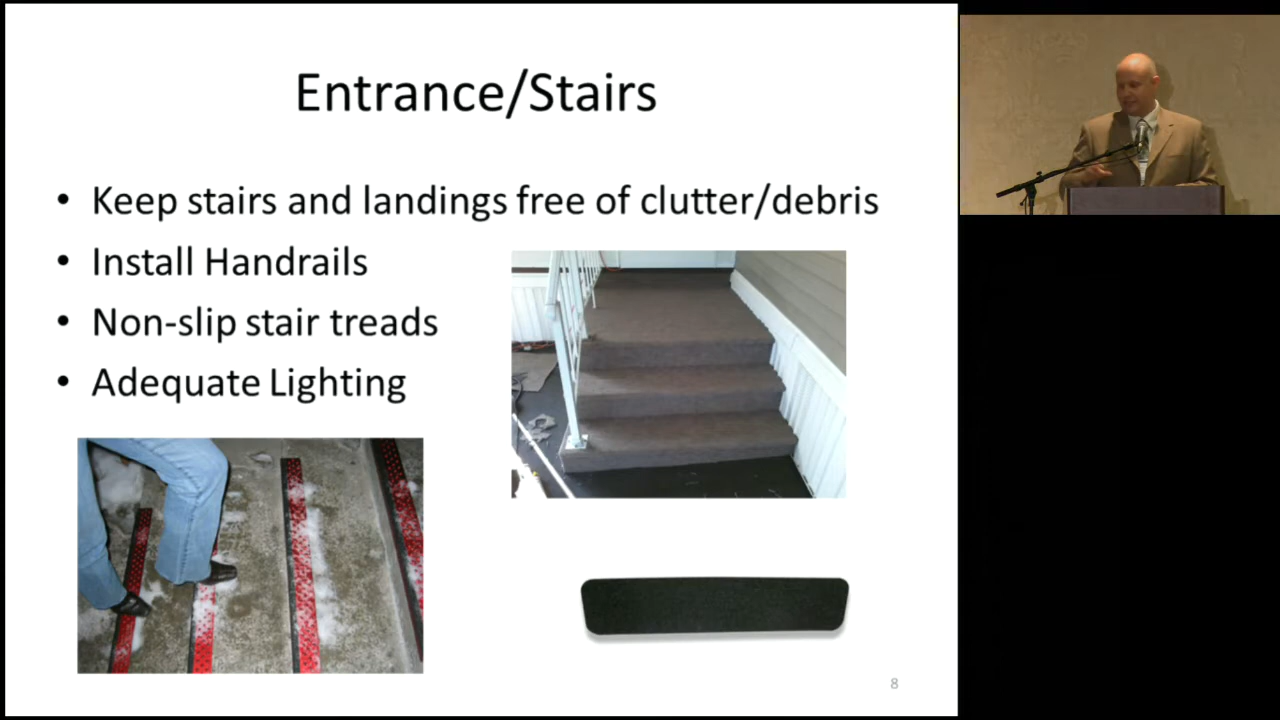 Entrance/Stairs
• Keep stairs and landings free of clutter/debris
• Install Handrails
• Non-slip stair treads
• Adequate Lighting
8